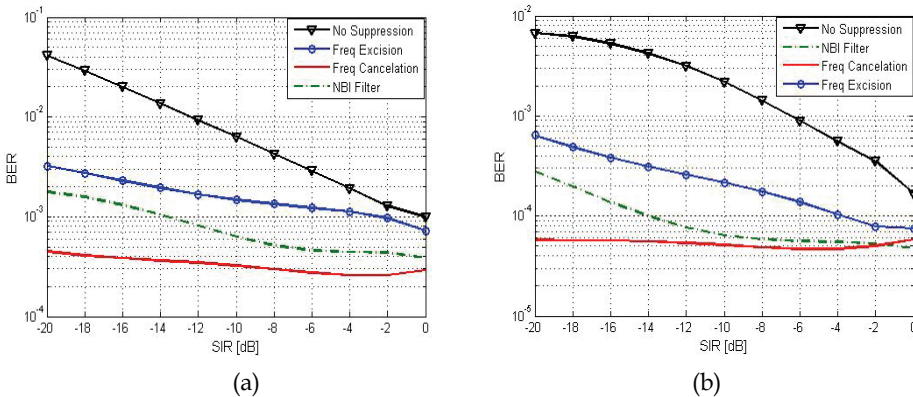 10^-1
10^-2
10^-3
10^-4
BER
-20 -18 -16 -14 -12 -10 -8 -6 -4 -2 0
SIR [dB]
No Suppression
Freq Excision
Freq Cancelation
NBI Filter
(a)
10^-2
10^-3
10^-4
10^-5
BER
-20 -18 -16 -14 -12 -10 -8 -6 -4 -2 0
SIR [dB]
No Suppression
NBI Filter
Freq Cancelation
Freq Excision
(b)